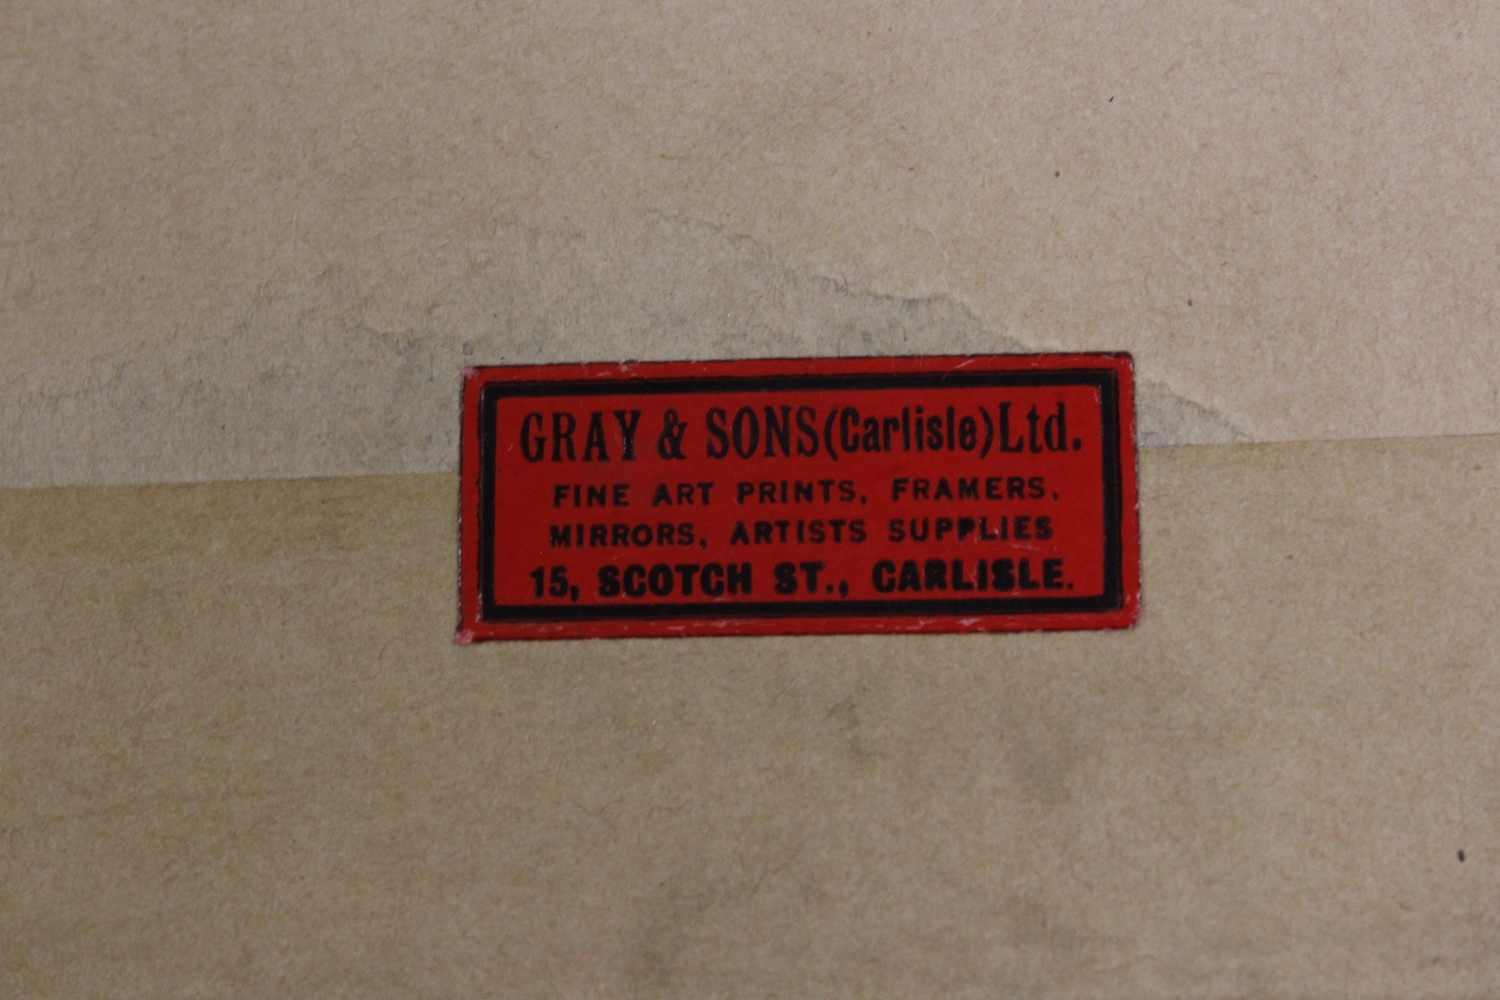 GRAY & SONS (Carlisle) Ltd.
FINE ART PRINTS, FRAMERS,
MIRRORS, ARTISTS SUPPLIES
15, SCOTCH ST., CARLISLE.